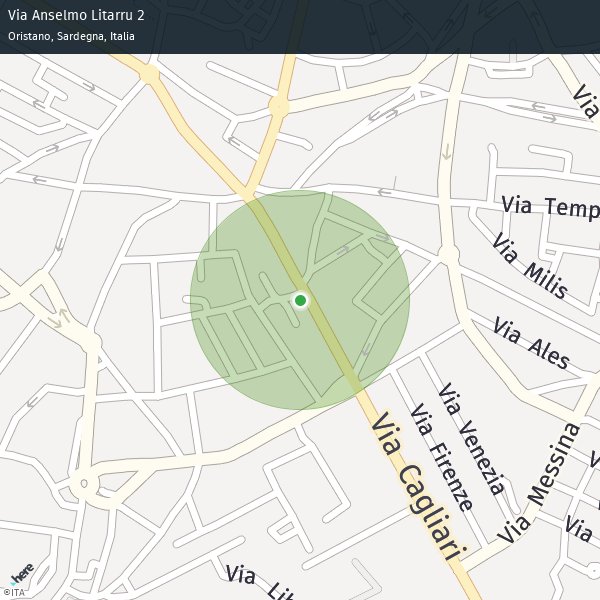 Via Anselmo Litarru 2
Oristano, Sardegna, Italia
Via
Via Temp
Via Milis
Via Ales
Via Venezia
Via Firenze
Via Cagliari
Via Messina
Via
Via Lit
here
©ITA